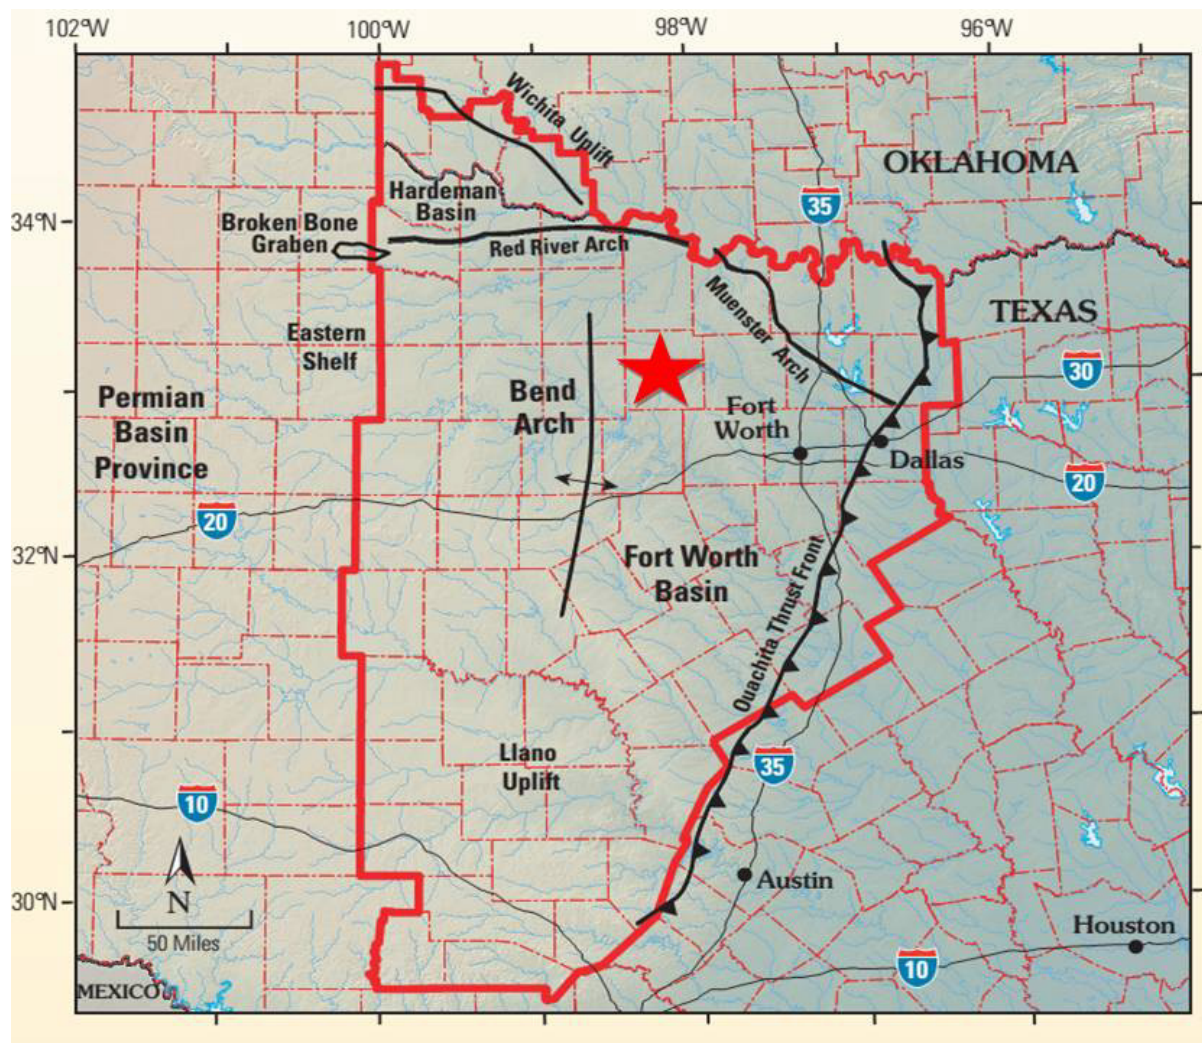 102°W
100°W
98°W
96°W
Wichita Uplift
OKLAHOMA
Hardeman
Basin
35
34°N
Broken Bone
Graben
Red River Arch
Muenster Arch
TEXAS
Eastern
Shelf
30
Permian
Basin
Province
Bend
Arch
Fort
Worth
Dallas
20
20
32°N
Fort Worth
Basin
Ouachita Thrust Front
Llano
Uplift
35
10
N
50 Miles
30°N
Austin
Houston
10
MEXICO